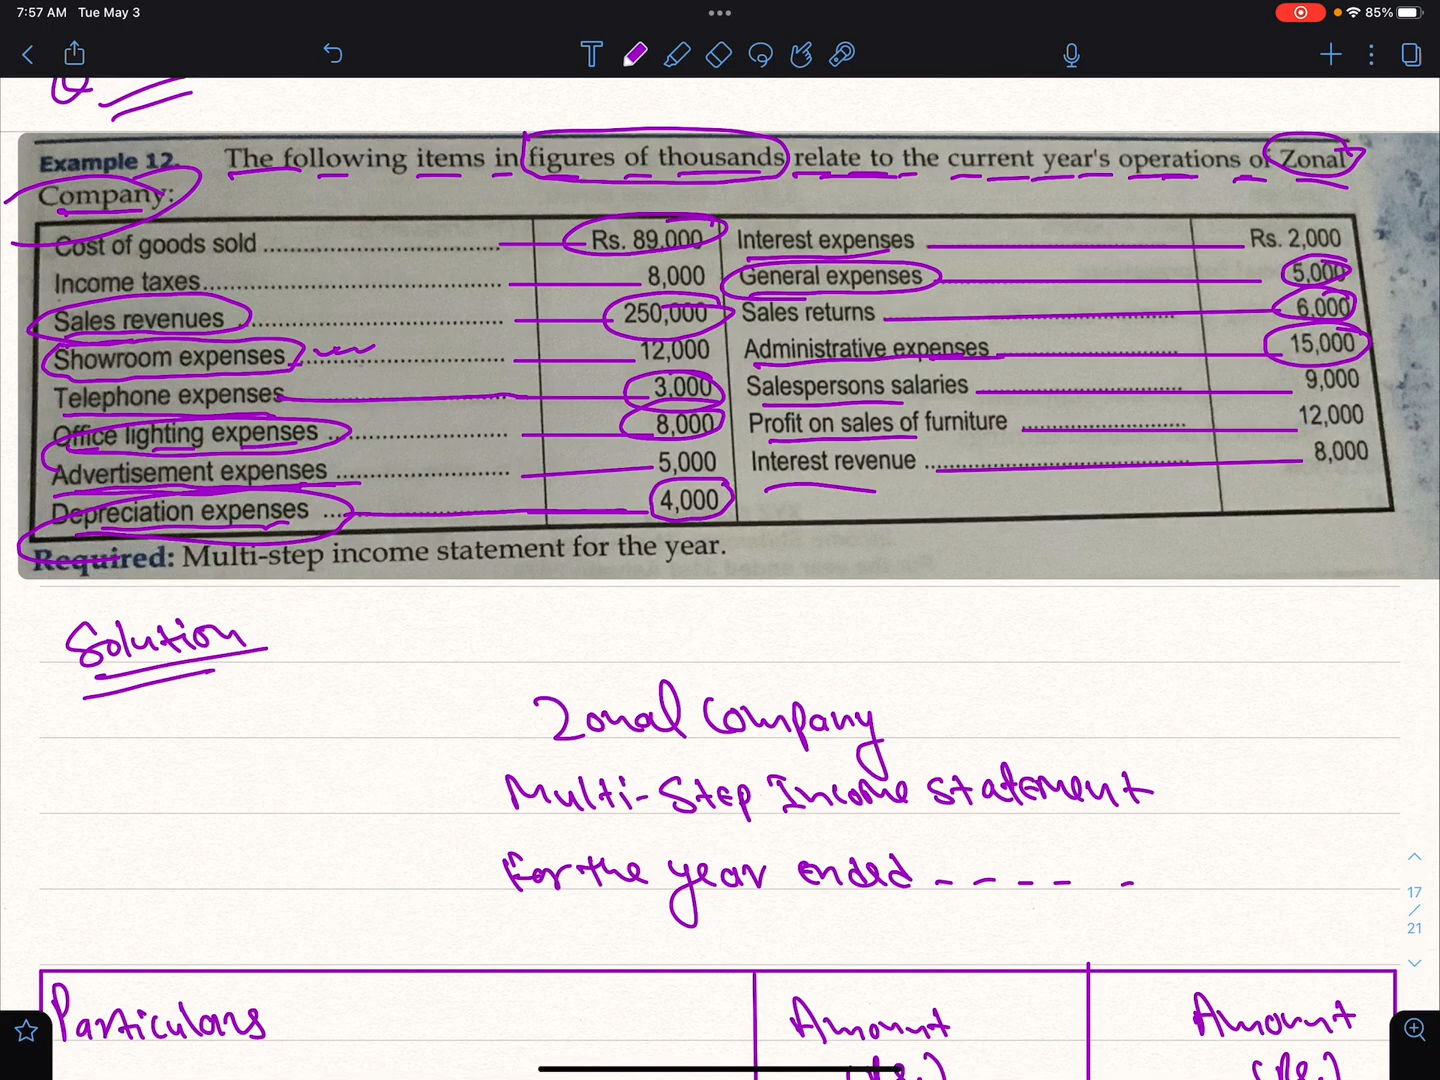 7:57 AM Tue May 3
85%
Example 12. The following items in figures of thousands relate to the current year's operations of Zonal
Company:
Cost of goods sold Rs. 89,000 Interest expenses Rs. 2,000
Income taxes 8,000 General expenses 5,000
Sales revenues 250,000 Sales returns 6,000
Showroom expenses 12,000 Administrative expenses 15,000
Telephone expenses 3,000 Salespersons salaries 9,000
Office lighting expenses 8,000 Profit on sales of furniture 12,000
Advertisement expenses 5,000 Interest revenue 8,000
Depreciation expenses 4,000
Required: Multi-step income statement for the year.
Solution
Zonal Company
Multi-Step Income Statement
For the year ended -----
17
/
21
Particulars Amount Amount
(Rs.) (Rs.)